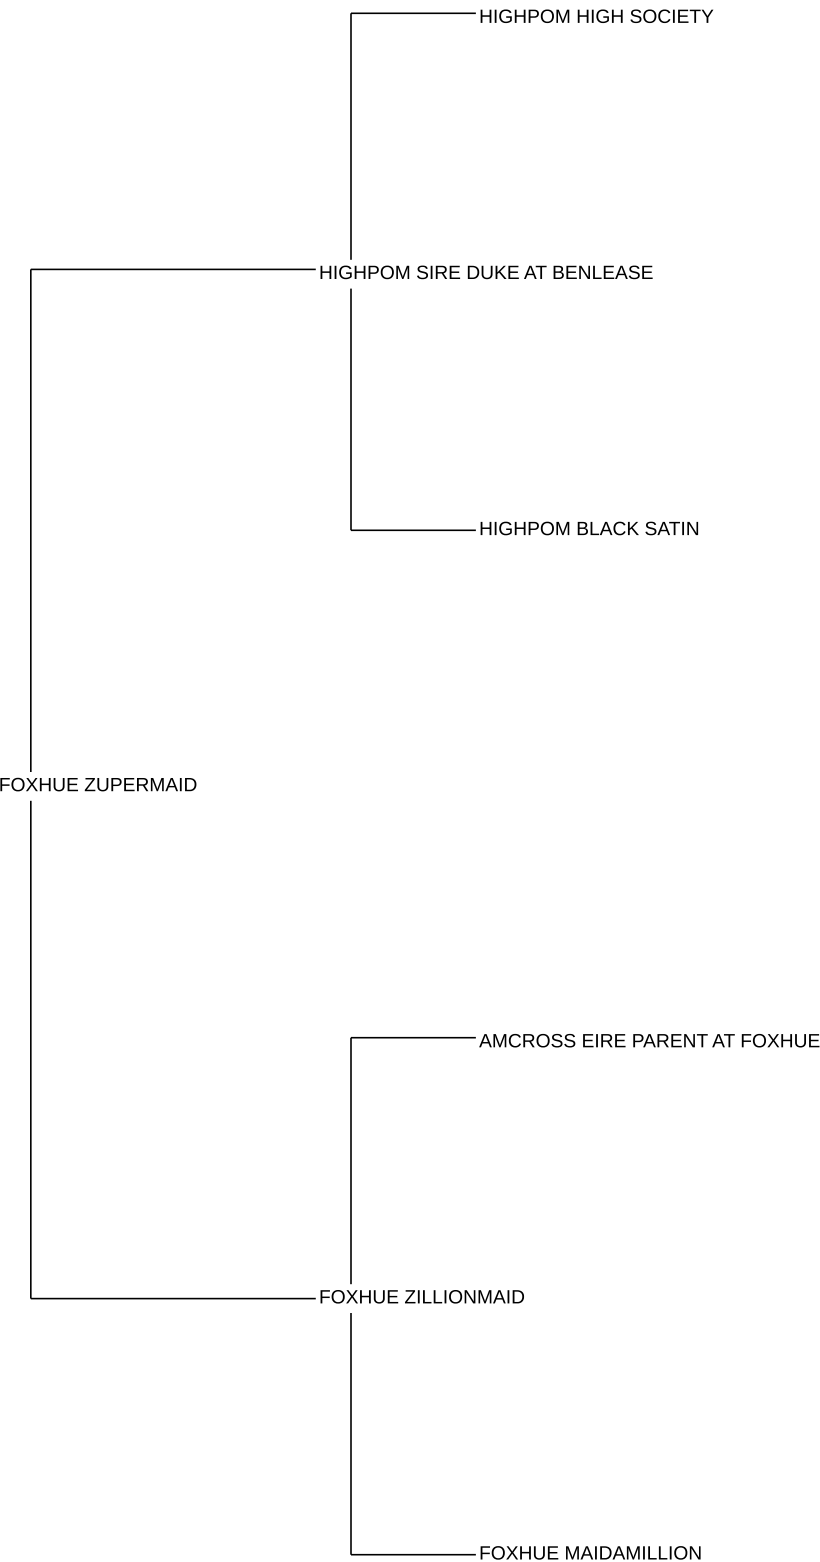 HIGHPOM HIGH SOCIETY
HIGHPOM SIRE DUKE AT BENLEASE
HIGHPOM BLACK SATIN
FOXHUE ZUPERMAID
AMCROSS EIRE PARENT AT FOXHUE
FOXHUE ZILLIONMAID
FOXHUE MAIDAMILLION